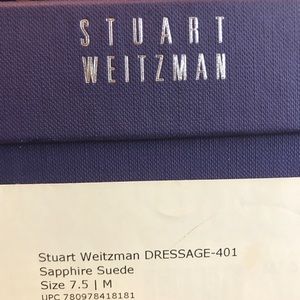 STUART
WEITZMAN
Stuart Weitzman DRESSAGE-401
Sapphire Suede
Size 7.5 | M
UPC 780978418181